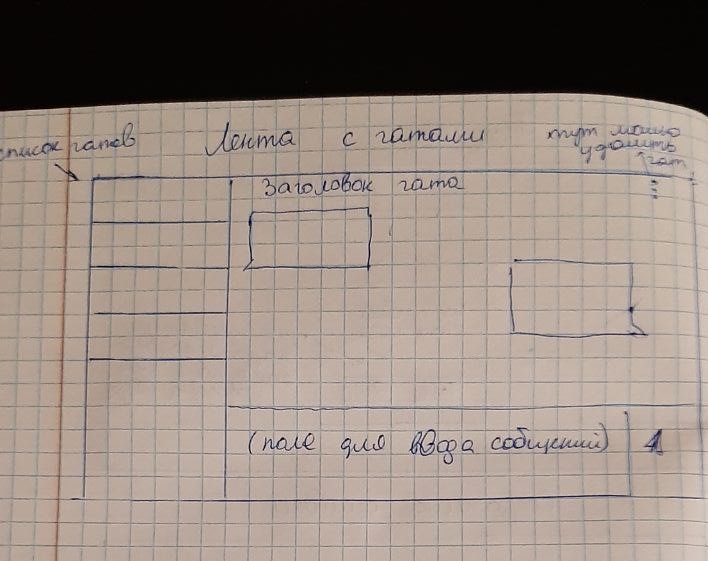 список чатов
Лента с чатами
тут можно
удалить
чат
Заголовок чата
(поле для ввода собщений)